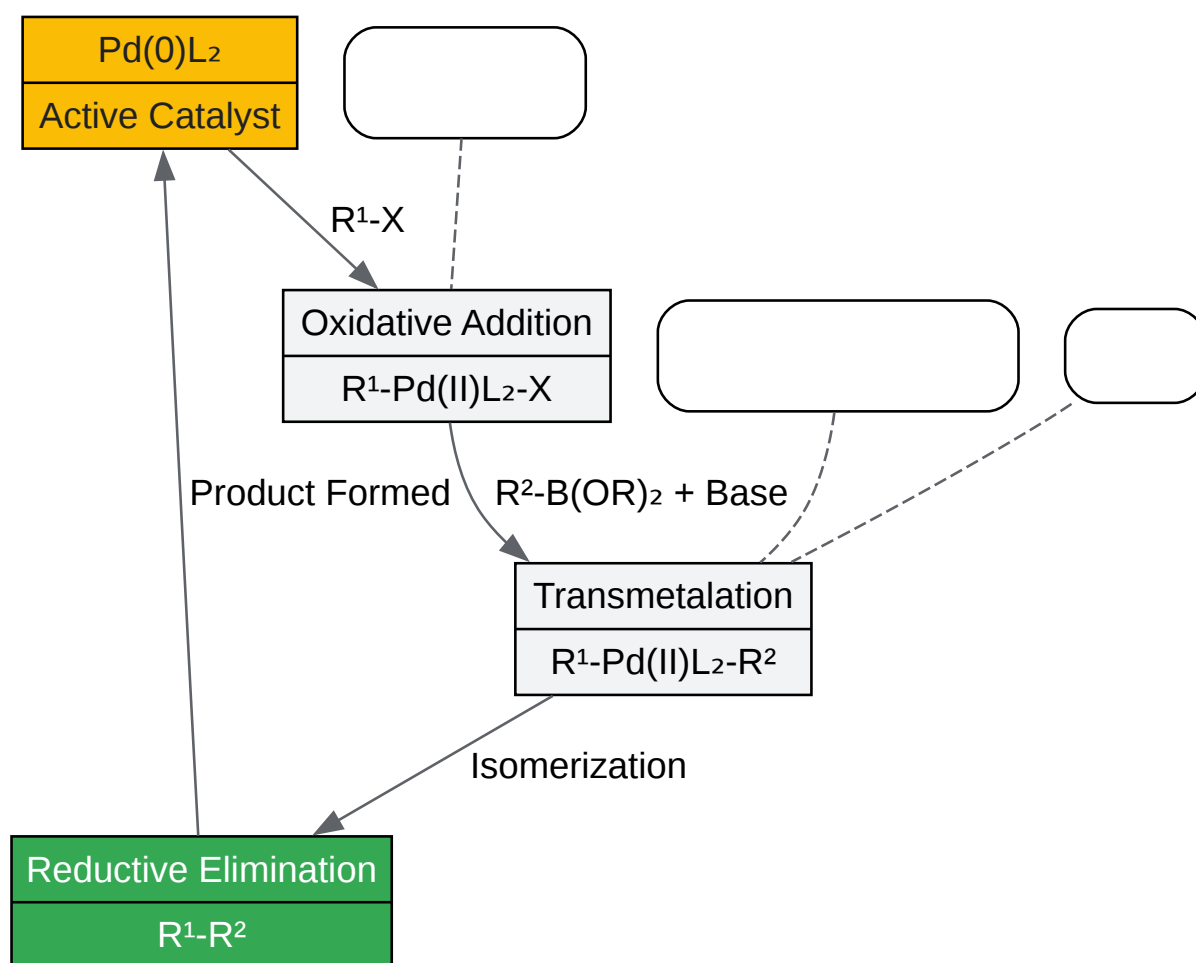 Pd(0)L₂
Active Catalyst
R¹-X
Oxidative Addition
R¹-Pd(II)L₂-X
Product Formed
R²-B(OR)₂ + Base
Transmetalation
R¹-Pd(II)L₂-R²
Isomerization
Reductive Elimination
R¹-R²